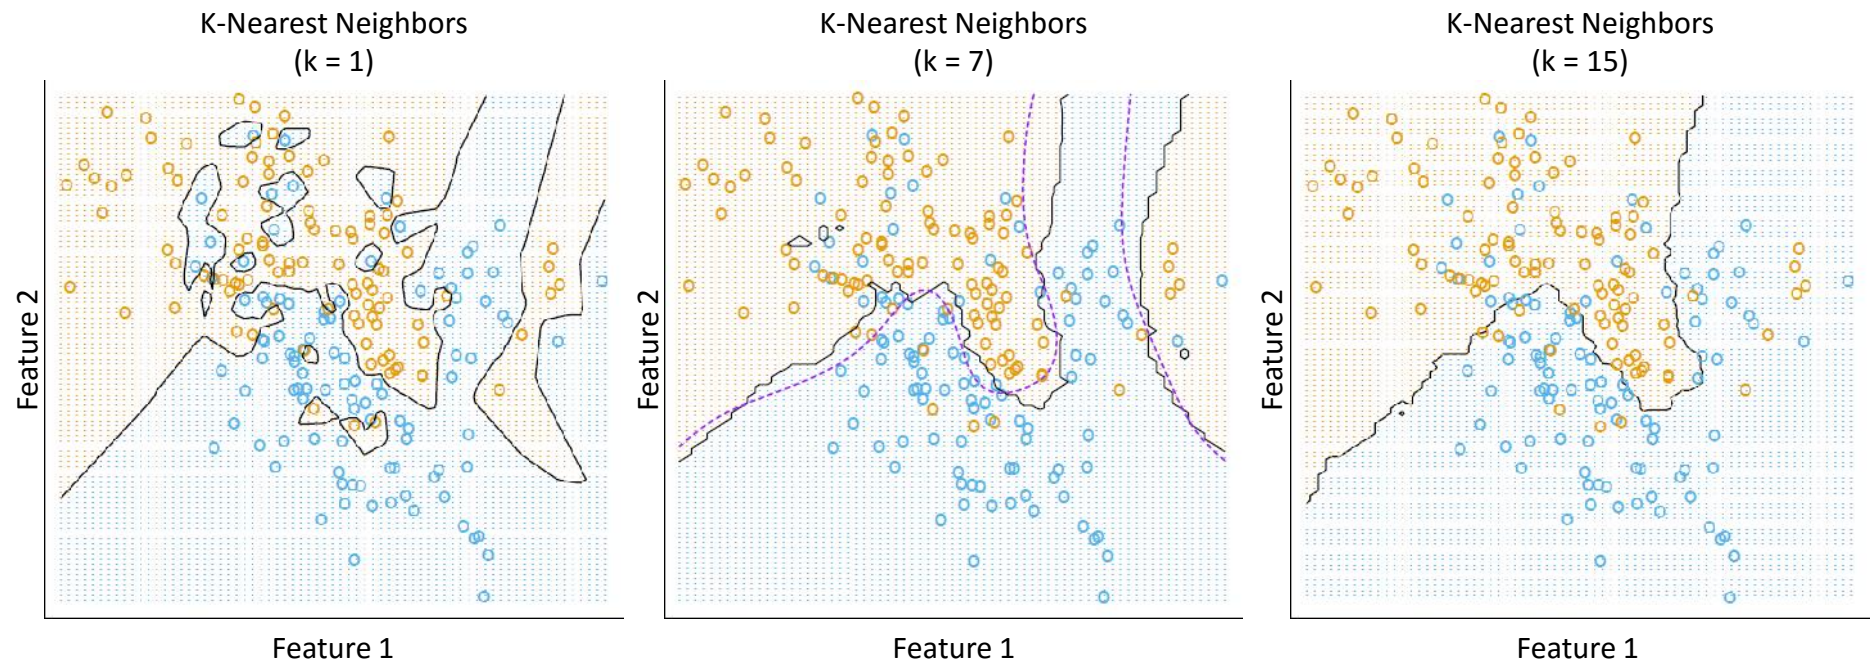 K-Nearest Neighbors
(k = 1)
K-Nearest Neighbors
(k = 7)
K-Nearest Neighbors
(k = 15)
Feature 2
Feature 2
Feature 2
Feature 1
Feature 1
Feature 1